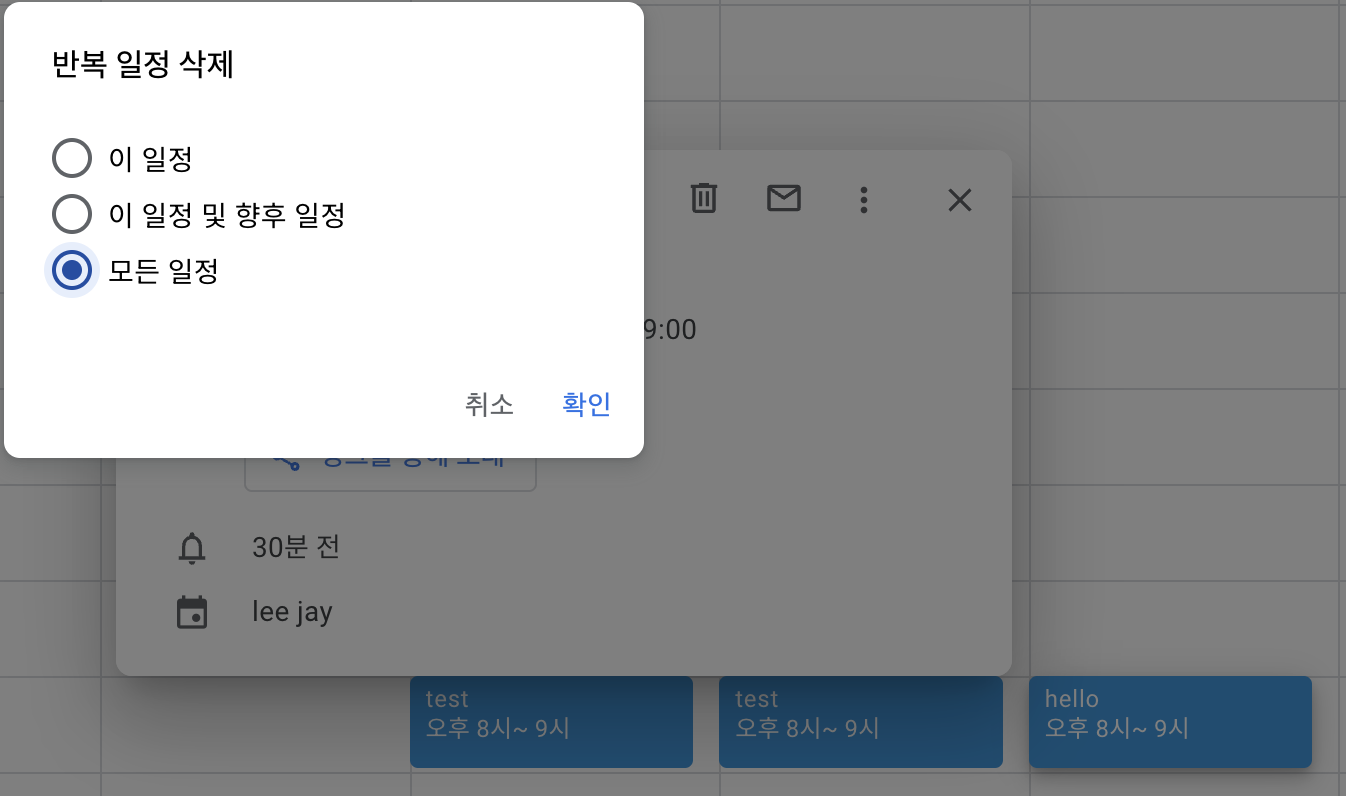 반복 일정 삭제
이 일정
이 일정 및 향후 일정
모든 일정
취소 확인
9:00
30분 전
lee jay
test
오후 8시~ 9시
test
오후 8시~ 9시
hello
오후 8시~ 9시